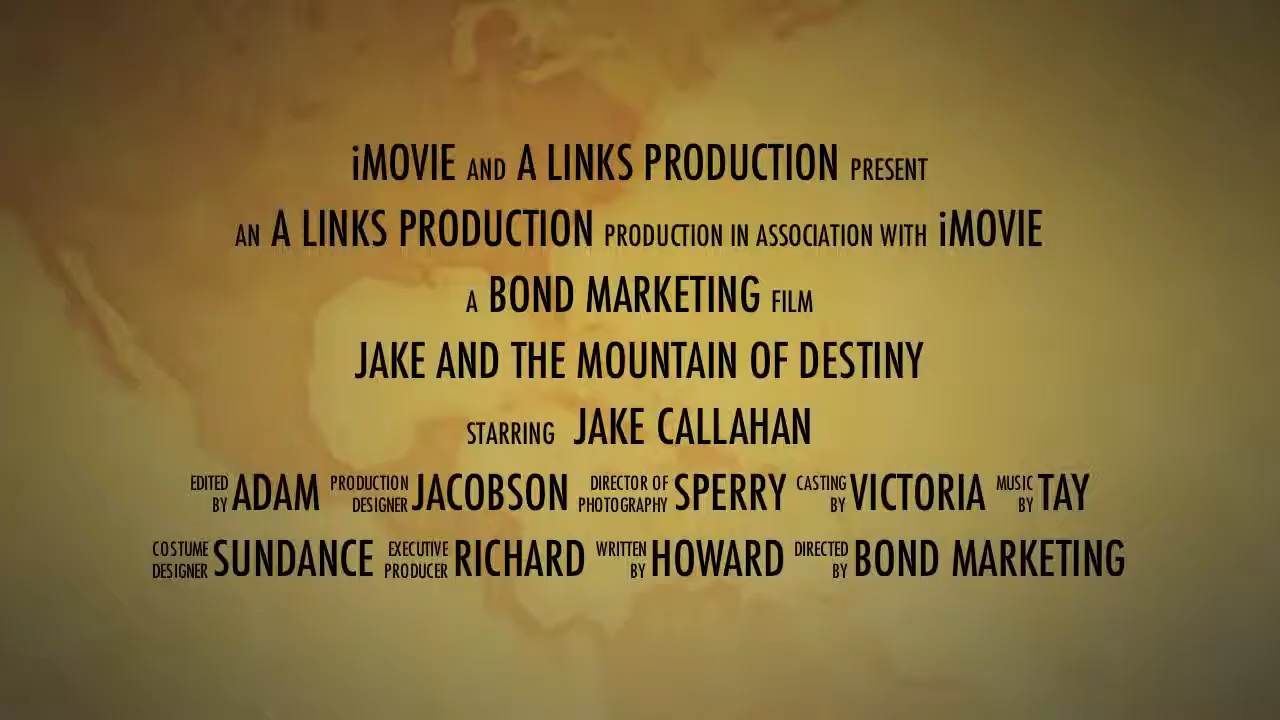 iMOVIE AND A LINKS PRODUCTION PRESENT
AN A LINKS PRODUCTION PRODUCTION IN ASSOCIATION WITH iMOVIE
A BOND MARKETING FILM
JAKE AND THE MOUNTAIN OF DESTINY
STARRING JAKE CALLAHAN
EDITED BY ADAM PRODUCTION DESIGNER JACOBSON DIRECTOR OF PHOTOGRAPHY SPERRY CASTING BY VICTORIA MUSIC BY TAY
COSTUME DESIGNER SUNDANCE EXECUTIVE PRODUCER RICHARD WRITTEN BY HOWARD DIRECTED BY BOND MARKETING